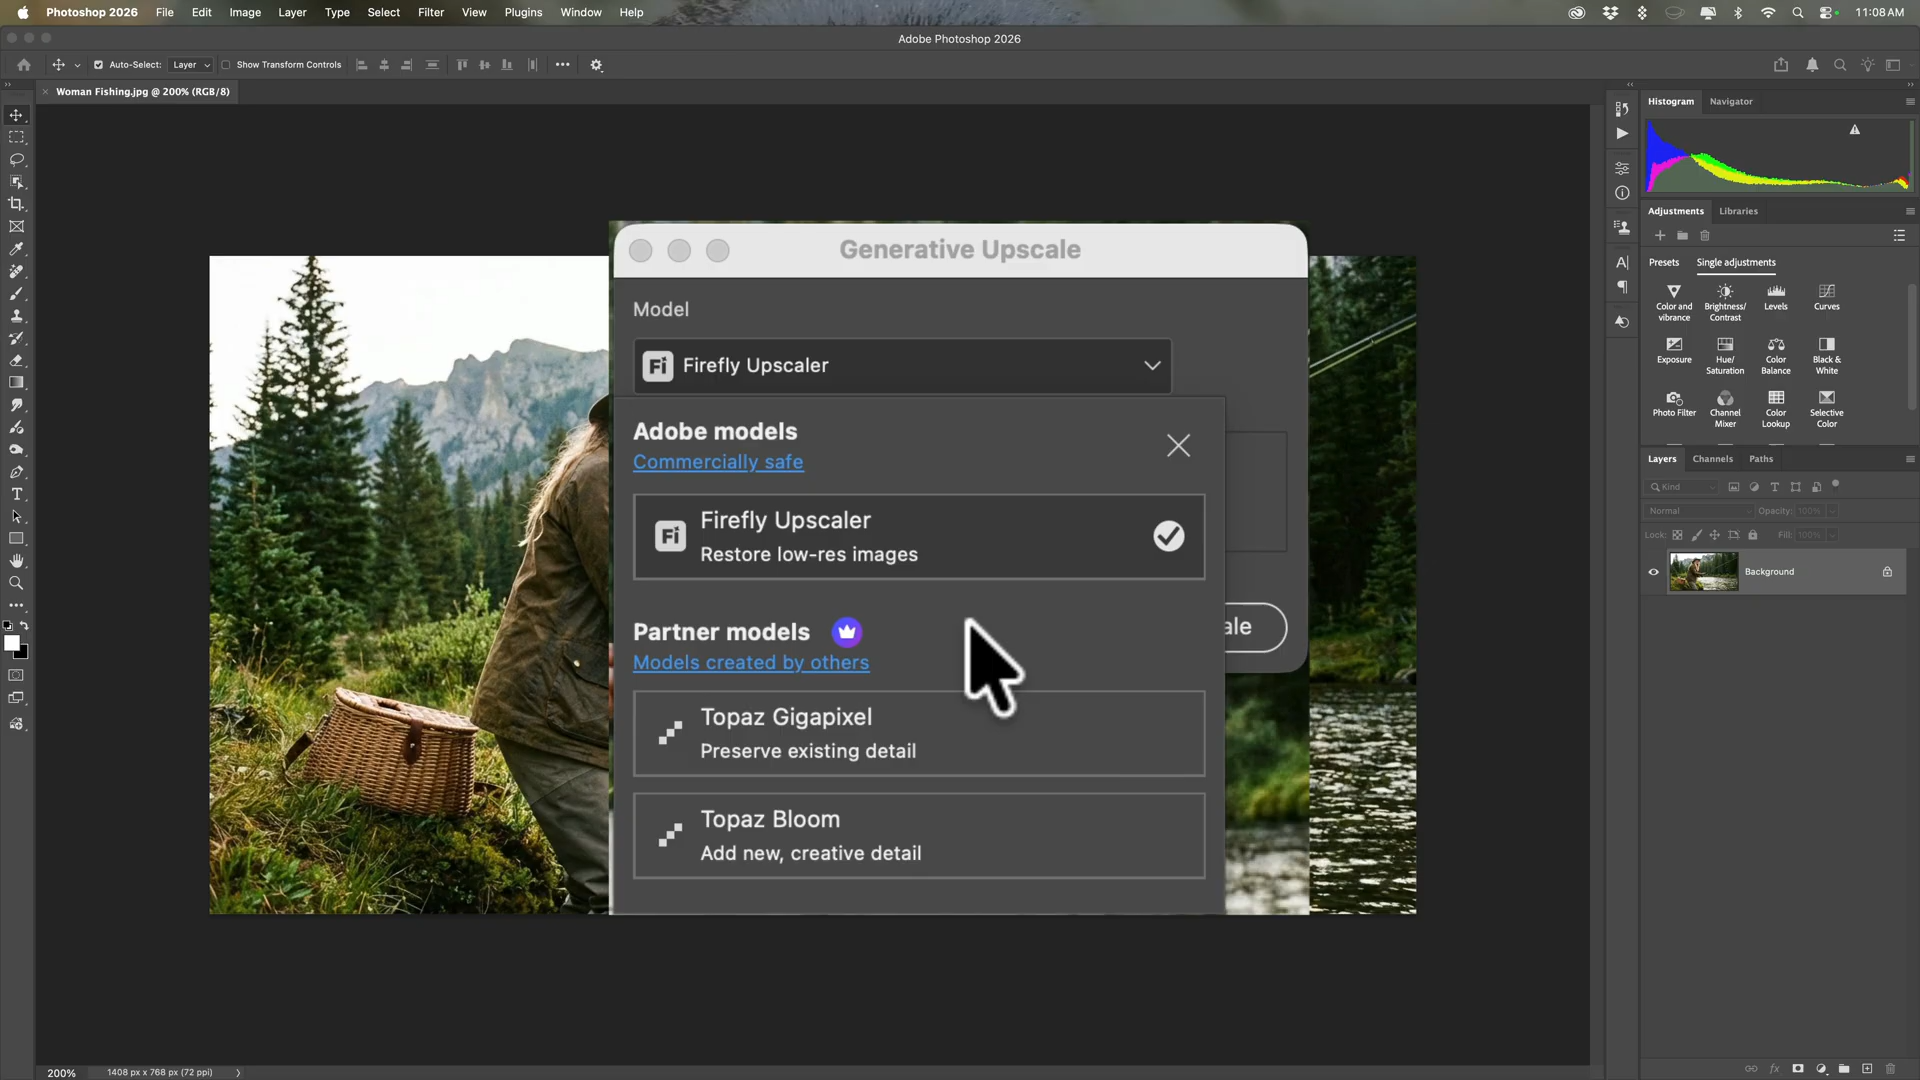 Photoshop 2026 File Edit Image Layer Type Select Filter View Plugins Window Help 11:08 AM
Adobe Photoshop 2026
Auto-Select: Layer Show Transform Controls
Woman Fishing.jpg @ 200% (RGB/8)
Histogram Navigator
Adjustments Libraries
Presets Single adjustments
Color and vibrance
Brightness/ Contrast
Levels
Curves
Exposure
Hue/ Saturation
Color Balance
Black & White
Photo Filter
Channel Mixer
Color Lookup
Selective Color
Layers Channels Paths
Kind
Normal Opacity: 100%
Lock: Fill: 100%
Background
Generative Upscale
Model
Fi Firefly Upscaler
Adobe models
Commercially safe
Fi Firefly Upscaler
Restore low-res images
Partner models
Models created by others
ale
Topaz Gigapixel
Preserve existing detail
Topaz Bloom
Add new, creative detail
200% 1408 px x 768 px (72 ppi)